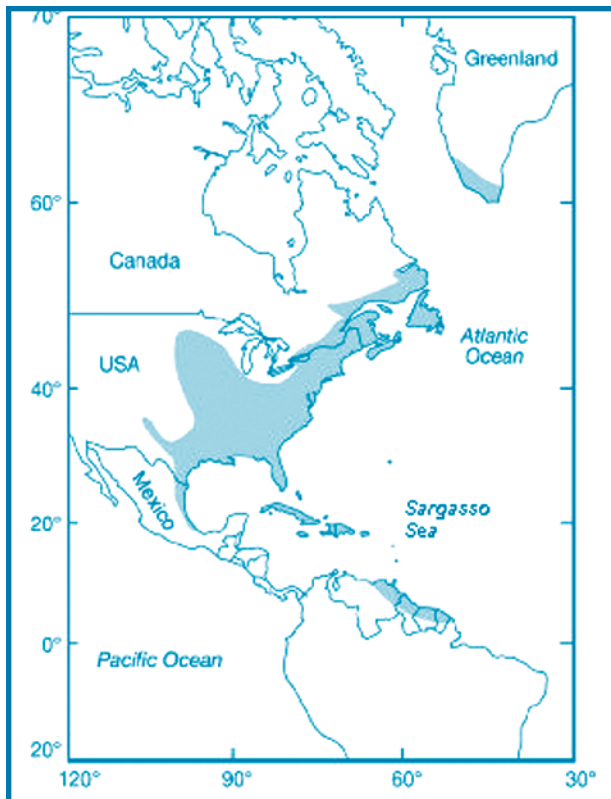 70°
Greenland
60°
Canada
Atlantic
Ocean
USA
40°
Mexico
Sargasso
Sea
20°
0°
Pacific Ocean
20°
120°
90°
60°
30°